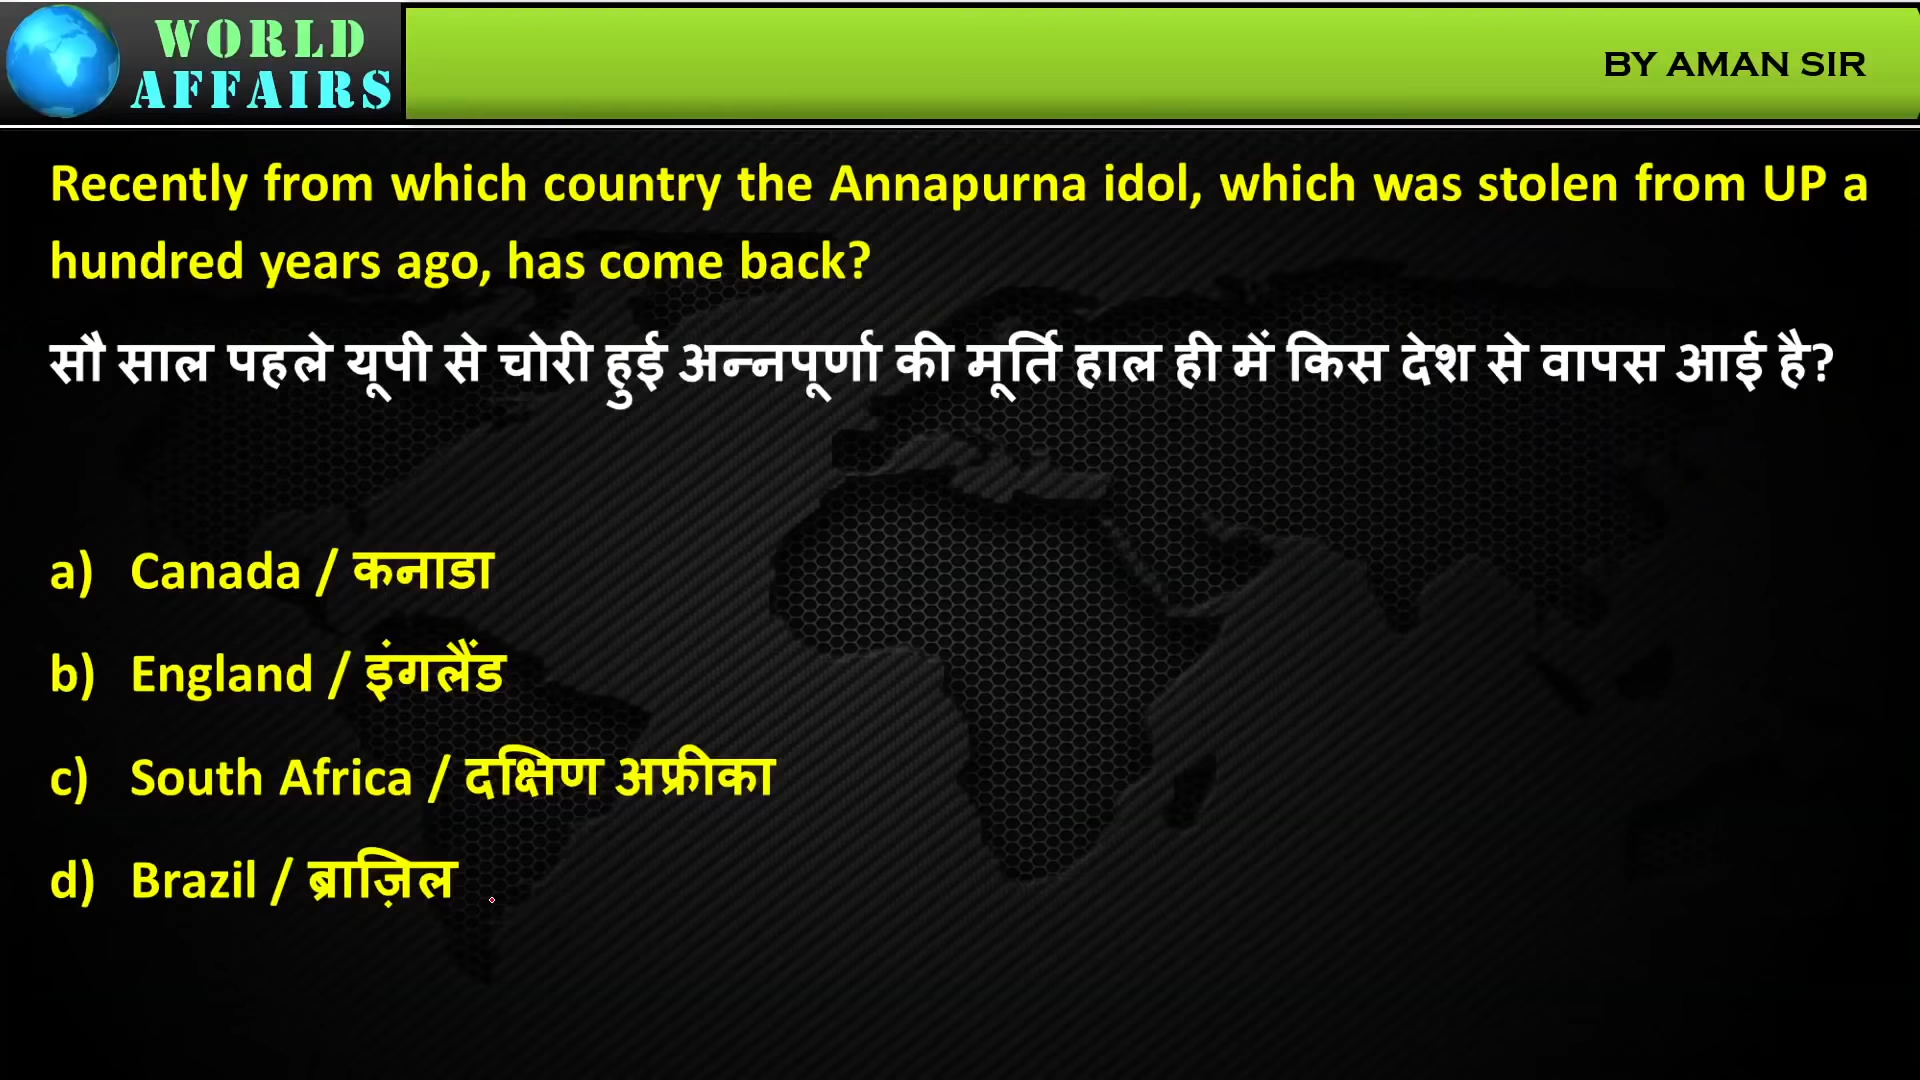 WORLD
AFFAIRS
BY AMAN SIR
Recently from which country the Annapurna idol, which was stolen from UP a
hundred years ago, has come back?
सौ साल पहले यूपी से चोरी हुई अन्नपूर्णा की मूर्ति हाल ही में किस देश से वापस आई है?
a) Canada / कनाडा
b) England / इंगलैंड
c) South Africa / दक्षिण अफ्रीका
d) Brazil / ब्राज़िल